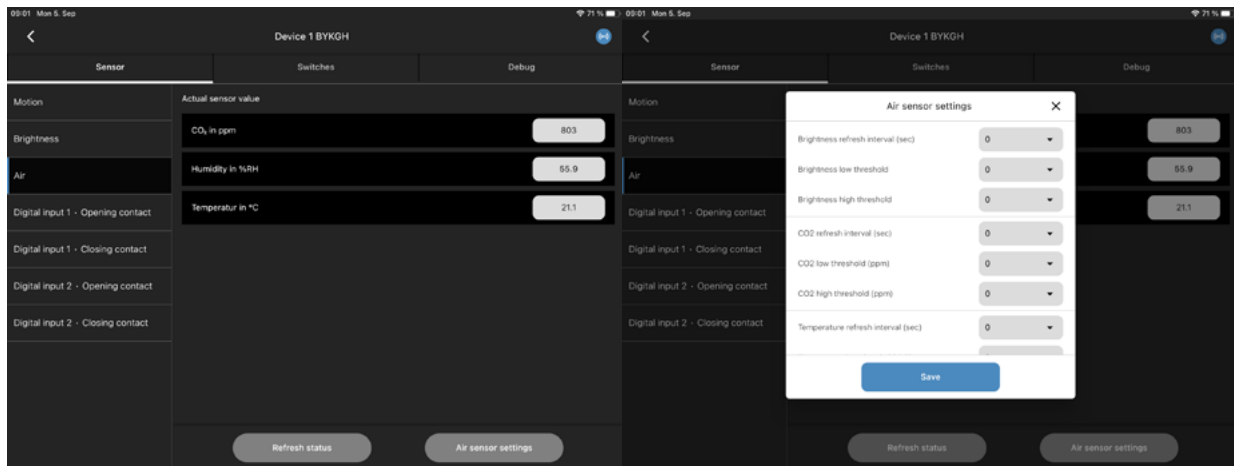 09:01 Mon 5. Sep
71 %
Device 1 BYKGH
Sensor
Switches
Debug
Motion
Brightness
Air
Digital input 1 - Opening contact
Digital input 1 - Closing contact
Digital input 2 - Opening contact
Digital input 2 - Closing contact
Actual sensor value
CO₂ in ppm
803
Humidity in %RH
55.9
Temperatur in °C
21.1
Refresh status
Air sensor settings
09:01 Mon 5. Sep
71 %
Device 1 BYKGH
Sensor
Switches
Debug
Motion
Brightness
Air
Digital input 1 - Opening contact
Digital input 1 - Closing contact
Digital input 2 - Opening contact
Digital input 2 - Closing contact
803
55.9
21.1
Air sensor settings
Brightness refresh interval (sec)
0
Brightness low threshold
0
Brightness high threshold
0
CO2 refresh interval (sec)
0
CO2 low threshold (ppm)
0
CO2 high threshold (ppm)
0
Temperature refresh interval (sec)
0
Save
Refresh status
Air sensor settings